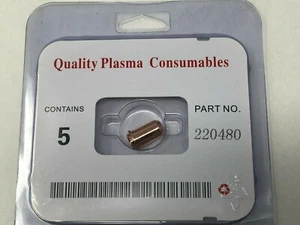 Quality Plasma Consumables
CONTAINS
5
PART NO.
220480